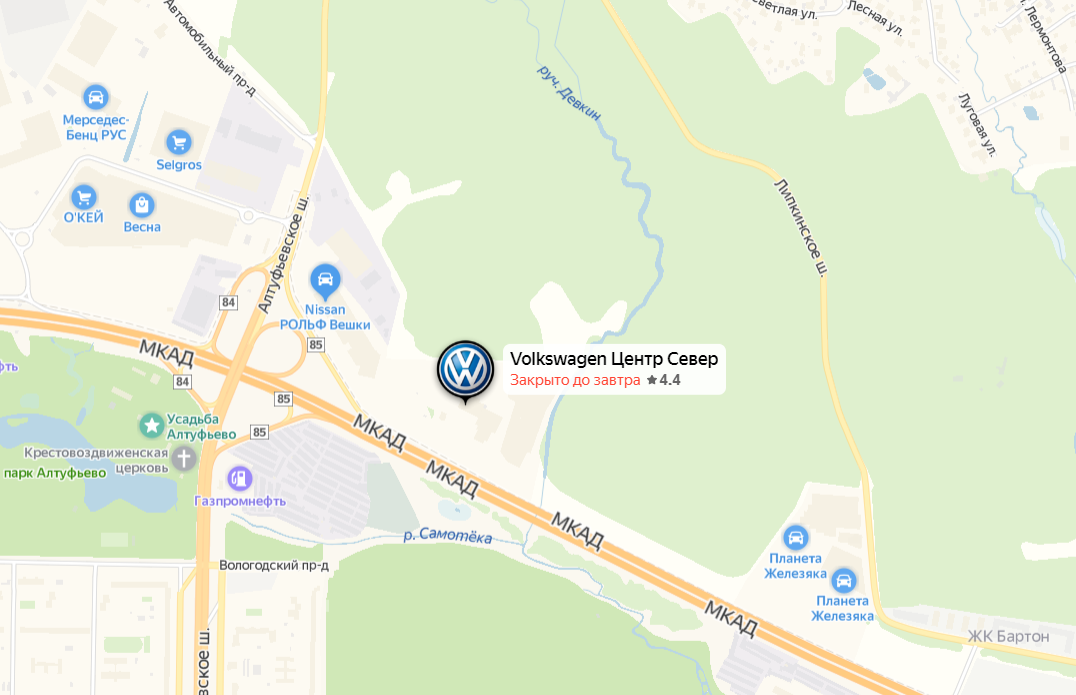 Светлая ул.
Лесная ул.
Лермонтова
Автомобильный пр-д
руч. Девкин
Луговая ул.
Мерседес-
Бенц РУС
Selgros
О'КЕЙ
Весна
Алтуфьевское ш.
Липкинское ш.
84
Nissan
РОЛЬФ Вешки
85
МКАД
Volkswagen Центр Север
Закрыто до завтра ★ 4.4
84
85
Усадьба
Алтуфьево
85
МКАД
Крестовоздвиженская
церковь
парк Алтуфьево
МКАД
Газпромнефть
МКАД
р. Самотёка
Планета
Железяка
Вологодский пр-д
Планета
Железяка
МКАД
ЖК Бартон
вское ш.